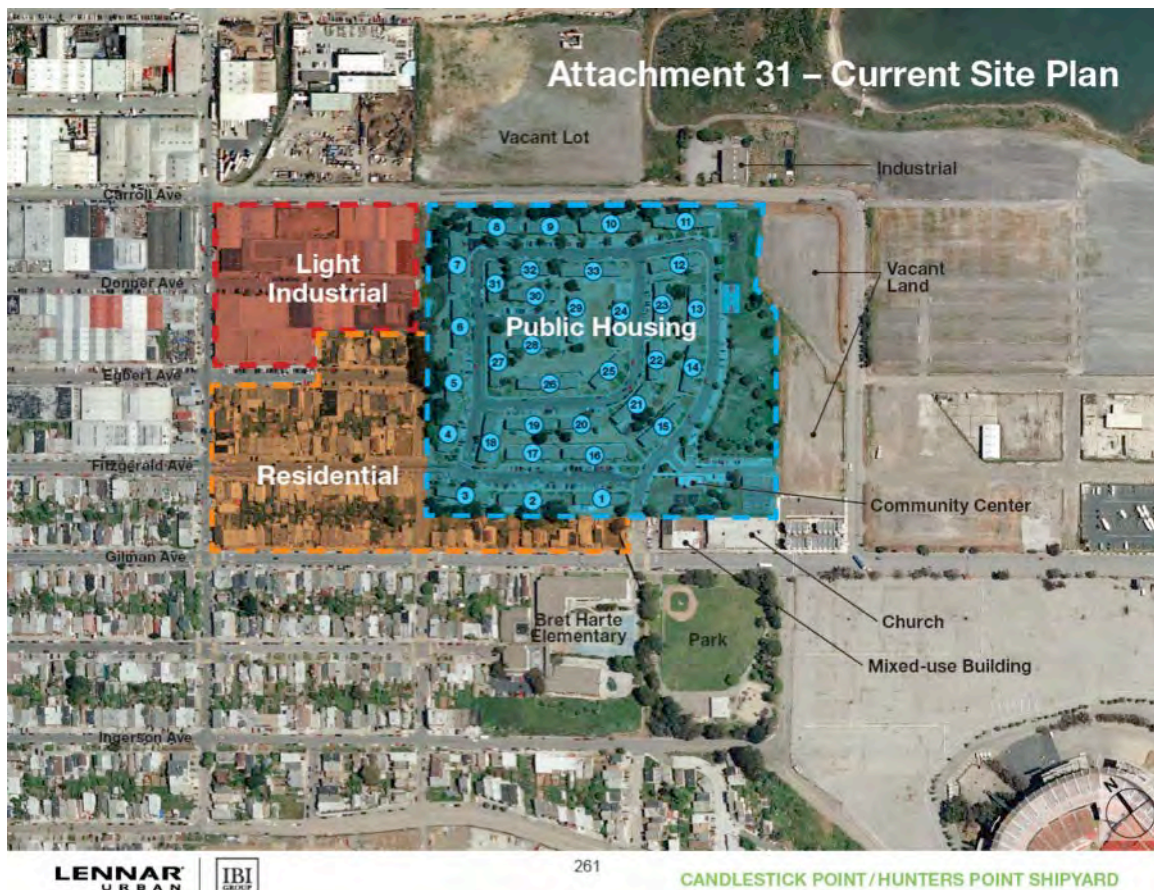 Attachment 31 – Current Site Plan
Vacant Lot
Industrial
Carroll Ave
8
9
10
11
Light
Industrial
7
32
33
12
Vacant
Land
Donner Ave
31
30
29
24
23
13
Public Housing
6
28
22
14
Egbert Ave
5
27
26
25
21
4
18
19
20
15
Fitzgerald Ave
Residential
17
16
3
2
1
Community Center
Gilman Ave
Bret Harte
Elementary
Park
Church
Mixed-use Building
Ingerson Ave
N
LENNAR
URBAN
IBI
GROUP
261
CANDLESTICK POINT / HUNTERS POINT SHIPYARD